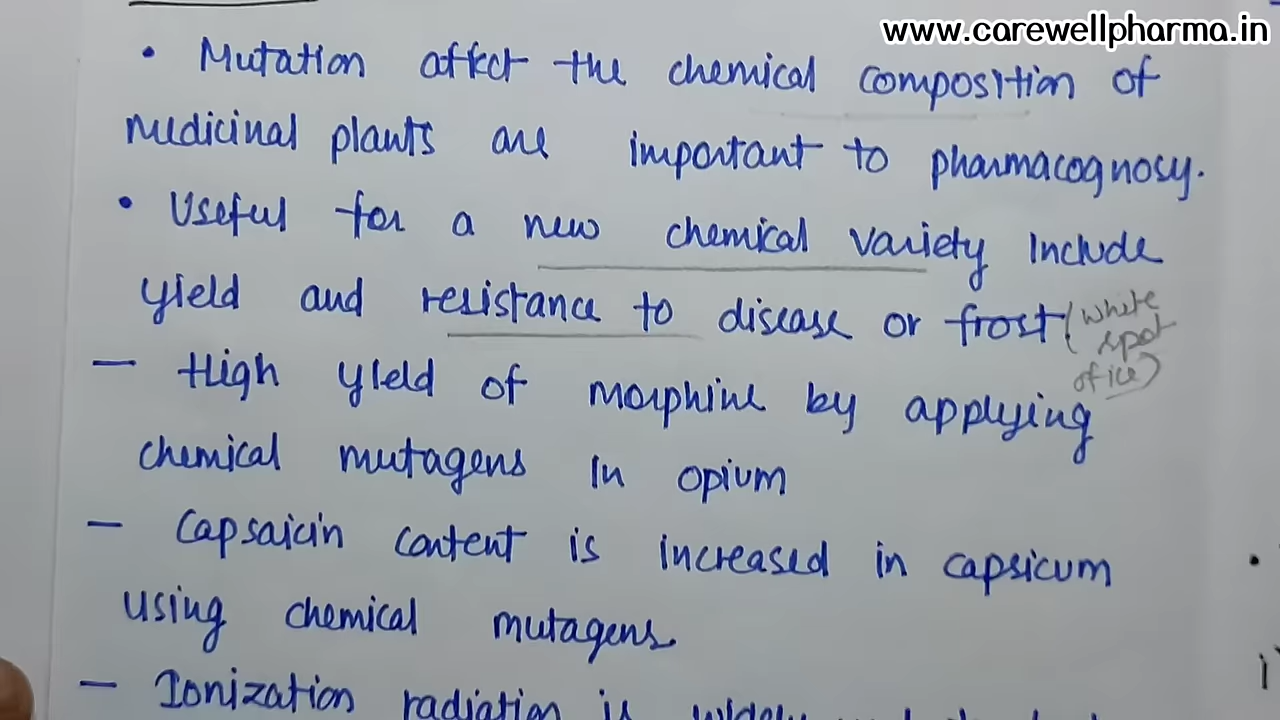 www.carewellpharma.in
• Mutation affect the chemical composition of
medicinal plants are important to pharmacognosy.
• Useful for a new chemical variety include
yield and resistance to disease or frost (white
spot
of ice)
— High yield of morphine by applying
chemical mutagens in opium
— Capsaicin content is increased in capsicum
using chemical mutagens
— Ionization radiation is widely